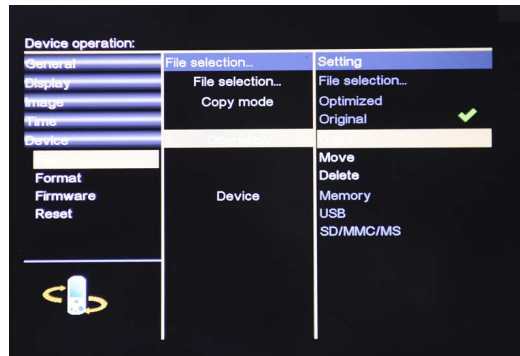 Device operation:
General
Display
Image
Time
Device
Format
Firmware
Reset
File selection...
File selection...
Copy mode
Operation
Device
Setting
File selection...
Optimized
Original
Move
Delete
Memory
USB
SD/MMC/MS